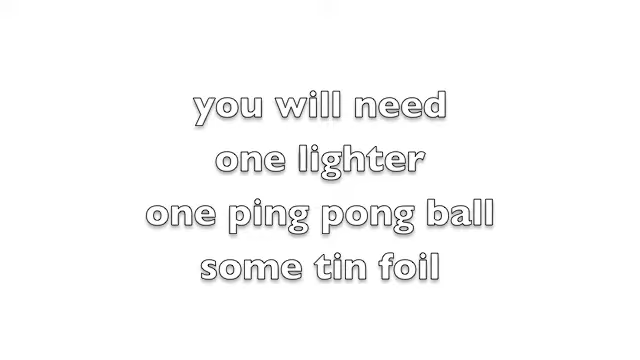 you will need
one lighter
one ping pong ball
some tin foil